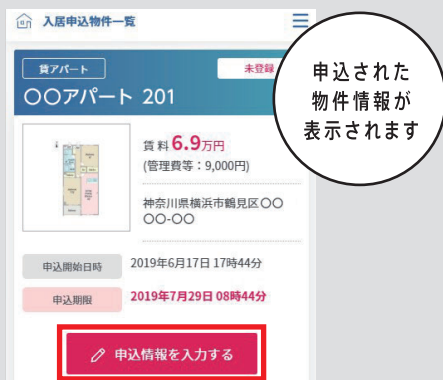 入居申込物件一覧
貸アパート
未登録
〇〇アパート 201
賃料6.9万円
(管理費等：9,000円)
神奈川県横浜市鶴見区〇〇
〇〇-〇〇
申込開始日時 2019年6月17日 17時44分
申込期限 2019年7月29日 08時44分
申込情報を入力する
申込された
物件情報が
表示されます